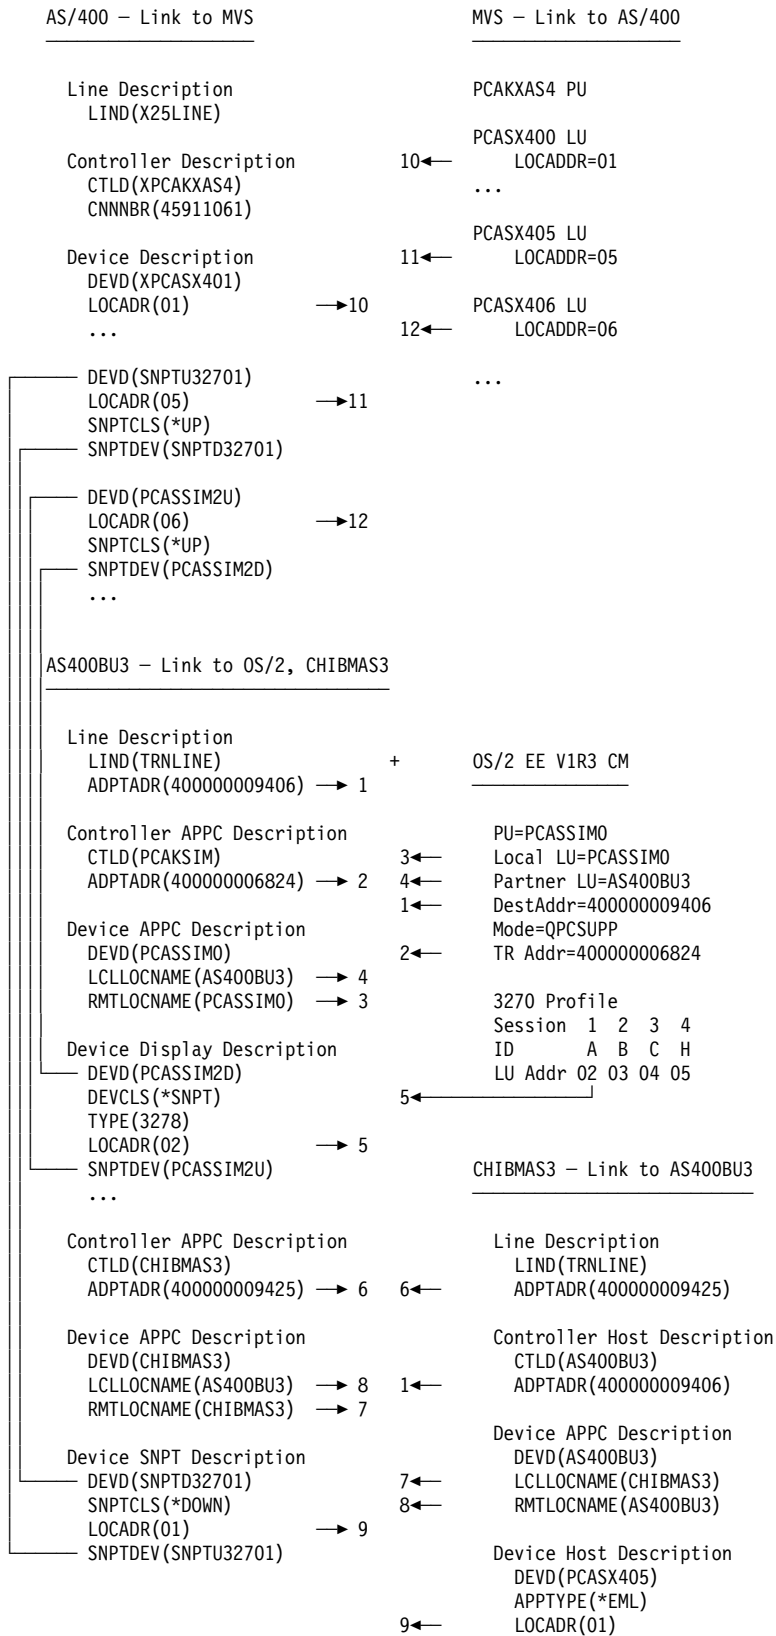 AS/400 — Link to MVS
Line Description
LIND(X25LINE)
Controller Description
CTLD(XPCAKXAS4)
CNNNBR(45911061)
Device Description
DEVD(XPCASX401)
LOCADR(01) 10
...
DEVD(SNPTU32701)
LOCADR(05) 11
SNPTCLS(*UP)
SNPTDEV(SNPTD32701)
DEVD(PCASSIM2U)
LOCADR(06) 12
SNPTCLS(*UP)
SNPTDEV(PCASSIM2D)
...
MVS — Link to AS/400
PCAKXAS4 PU
PCASX400 LU
10 LOCADDR=01
...
PCASX405 LU
11 LOCADDR=05
PCASX406 LU
12 LOCADDR=06
...
AS400BU3 — Link to OS/2, CHIBMAS3
Line Description
LIND(TRNLINE) +
ADPTADR(400000009406) 1
Controller APPC Description
CTLD(PCAKSIM)
ADPTADR(400000006824) 2
Device APPC Description
DEVD(PCASSIM0)
LCLLOCNAME(AS400BU3) 4
RMTLOCNAME(PCASSIM0) 3
Device Display Description
DEVD(PCASSIM2D)
DEVCLS(*SNPT)
TYPE(3278)
LOCADR(02) 5
SNPTDEV(PCASSIM2U)
...
Controller APPC Description
CTLD(CHIBMAS3)
ADPTADR(400000009425) 6
Device APPC Description
DEVD(CHIBMAS3)
LCLLOCNAME(AS400BU3) 8
RMTLOCNAME(CHIBMAS3) 7
Device SNPT Description
DEVD(SNPTD32701)
SNPTCLS(*DOWN)
LOCADR(01) 9
SNPTDEV(SNPTU32701)
OS/2 EE V1R3 CM
PU=PCASSIM0
3 Local LU=PCASSIM0
4 Partner LU=AS400BU3
1 DestAddr=400000009406
Mode=QPCSUPP
2 TR Addr=400000006824
3270 Profile
Session 1 2 3 4
ID A B C H
LU Addr 02 03 04 05
5
CHIBMAS3 — Link to AS400BU3
Line Description
LIND(TRNLINE)
6 ADPTADR(400000009425)
Controller Host Description
CTLD(AS400BU3)
1 ADPTADR(400000009406)
Device APPC Description
DEVD(AS400BU3)
7 LCLLOCNAME(CHIBMAS3)
8 RMTLOCNAME(AS400BU3)
Device Host Description
DEVD(PCASX405)
APPTYPE(*EML)
9 LOCADR(01)